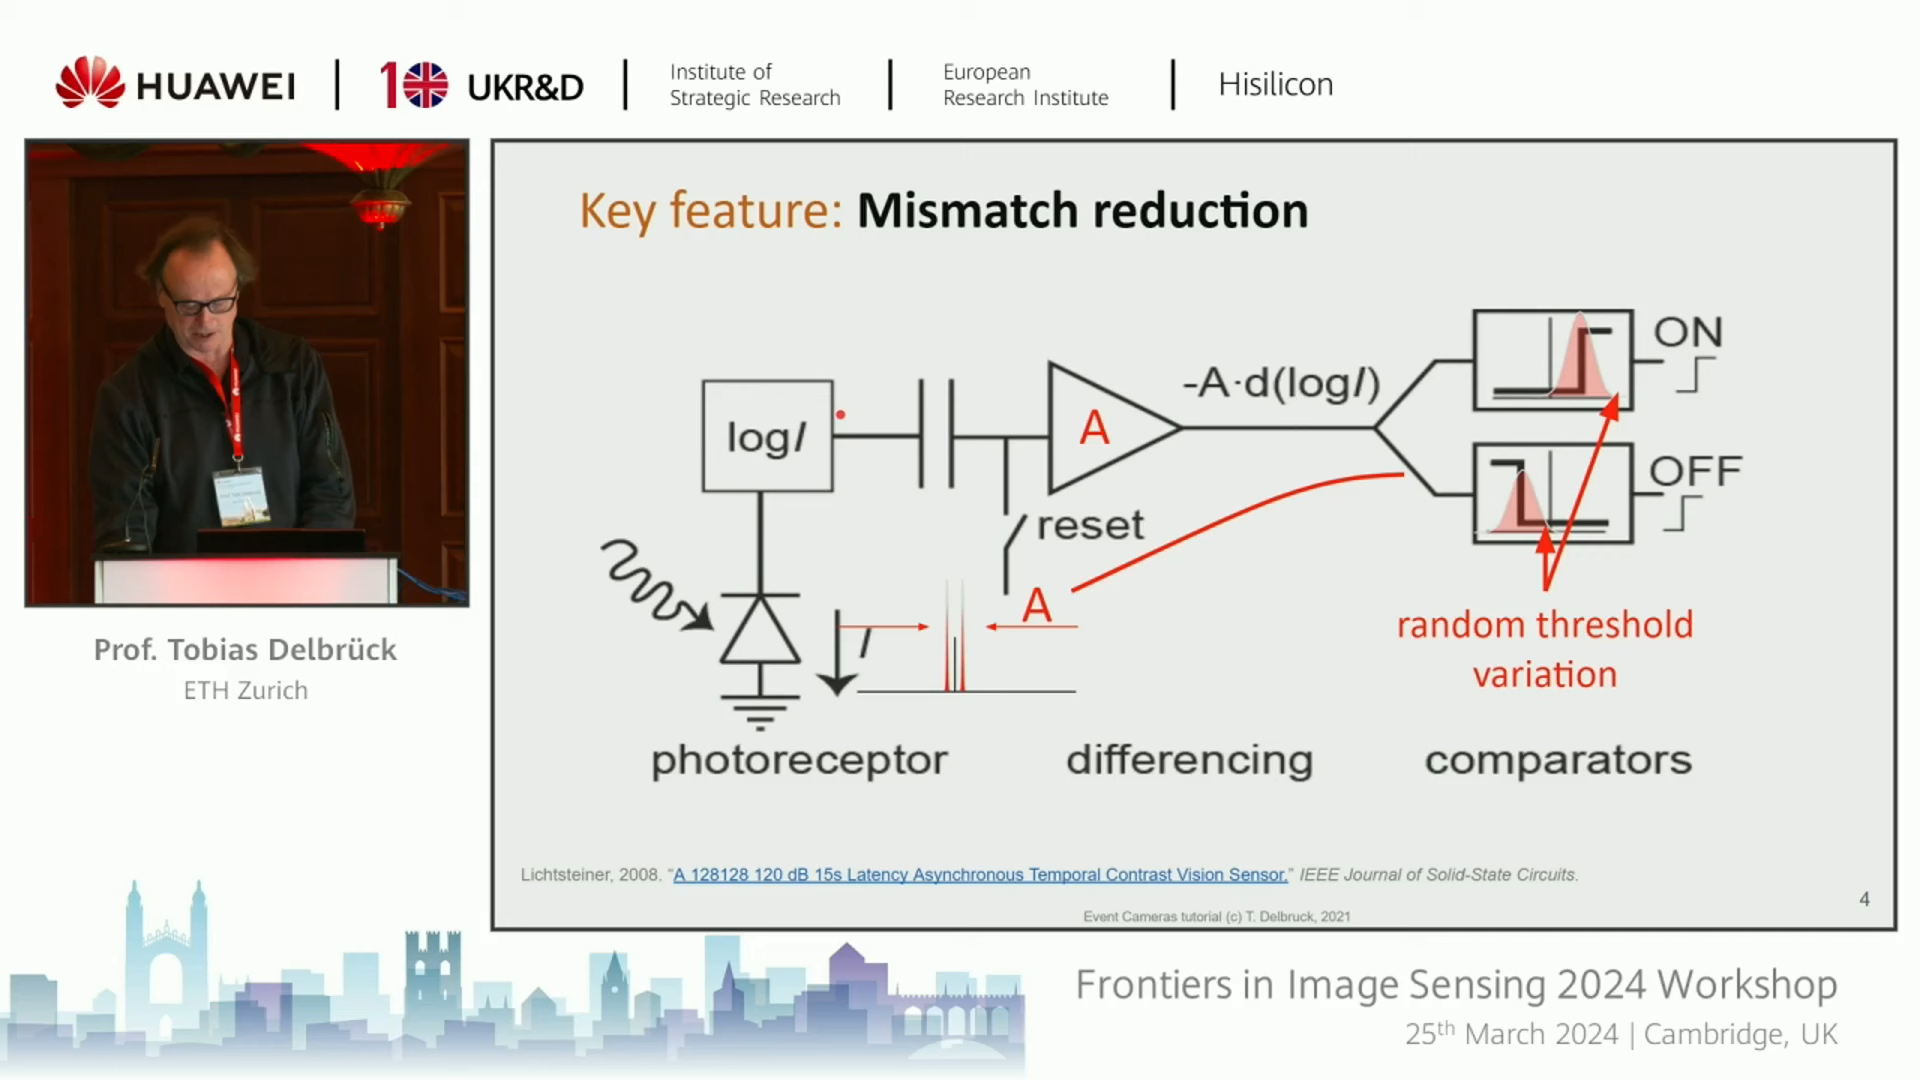 HUAWEI
10 UKR&D
Institute of
Strategic Research
European
Research Institute
Hisilicon
Key feature: Mismatch reduction
logI
A
-A·d(logI)
ON
OFF
reset
A
I
random threshold
variation
photoreceptor
differencing
comparators
Lichtsteiner, 2008. “A 128128 120 dB 15s Latency Asynchronous Temporal Contrast Vision Sensor.” IEEE Journal of Solid-State Circuits.
4
Event Cameras tutorial (c) T. Delbruck, 2021
Prof. Tobias Delbrück
ETH Zurich
Frontiers in Image Sensing 2024 Workshop
25th March 2024 | Cambridge, UK